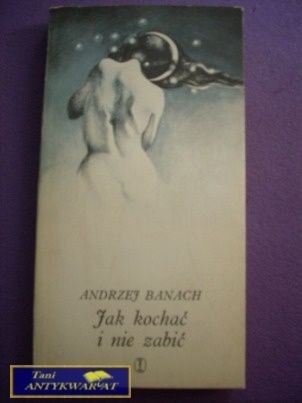 ANDRZEJ BANACH
Jak kochać
i nie zabić
Tani
ANTYKWARIAT